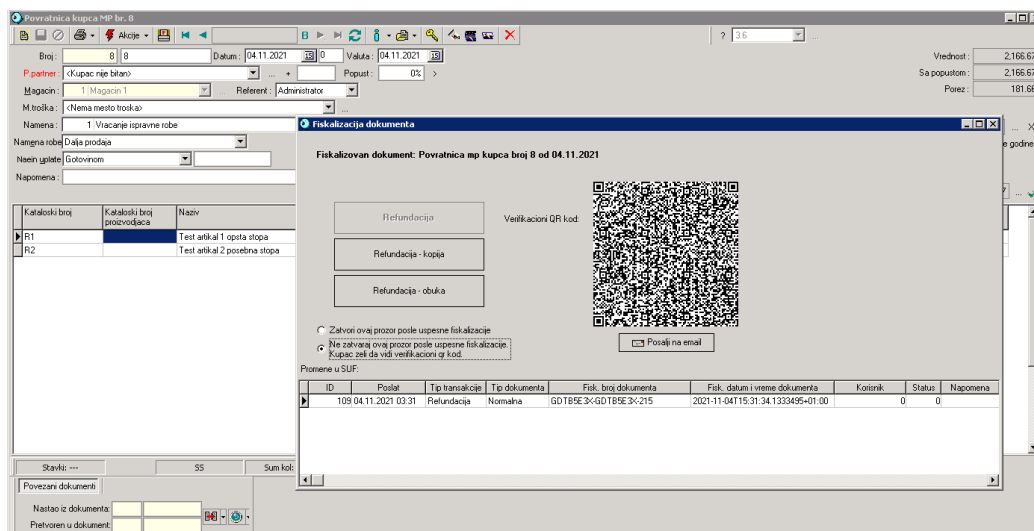 Povratnica kupca MP br. 8
Akcije
? 3.6 ...
Broj: 8 8 Datum: 04.11.2021 15 0 Valuta: 04.11.2021 15
Vrednost: 2,166.67
P.partner: <Kupac nije bitan> ... + Popust: 0% >
Sa popustom: 2,166.67
Magacin: 1 Magacin 1 Referent: Administrator
Porez: 181.66
M.troška: <Nema mesto troska> ...
Namena: 1 Vracanje ispravne robe
Namena robe Dalja prodaja
e godine
Naein uplate Gotovinom
Napomena:
Kataloski broj Kataloski broj proizvodjaca Naziv
R1 Test artikal 1 opsta stopa
R2 Test artikal 2 posebna stopa
Stavki: --- SS Sum kol:
Povezani dokumenti
Nastao iz dokumenta:
Pretvoren u dokument:
Fiskalizacija dokumenta
Fiskalizovan dokument: Povratnica mp kupca broj 8 od 04.11.2021
Refundacija
Verifikacioni QR kod:
Refundacija - kopija
Refundacija - obuka
Zatvori ovaj prozor posle uspesne fiskalizacije
Ne zatvaraj ovaj prozor posle uspesne fiskalizacije.
Kupac zeli da vidi verifikacioni qr kod.
Posalji na email
Promene u SUF:
ID Poslat Tip transakcije Tip dokumenta Fisk. broj dokumenta Fisk. datum i vreme dokumenta Korisnik Status Napomena
109 04.11.2021 03:31 Refundacija Normalna GDTB5E3X-GDTB5E3X-215 2021-11-04T15:31:34.1333495+01:00 0 0